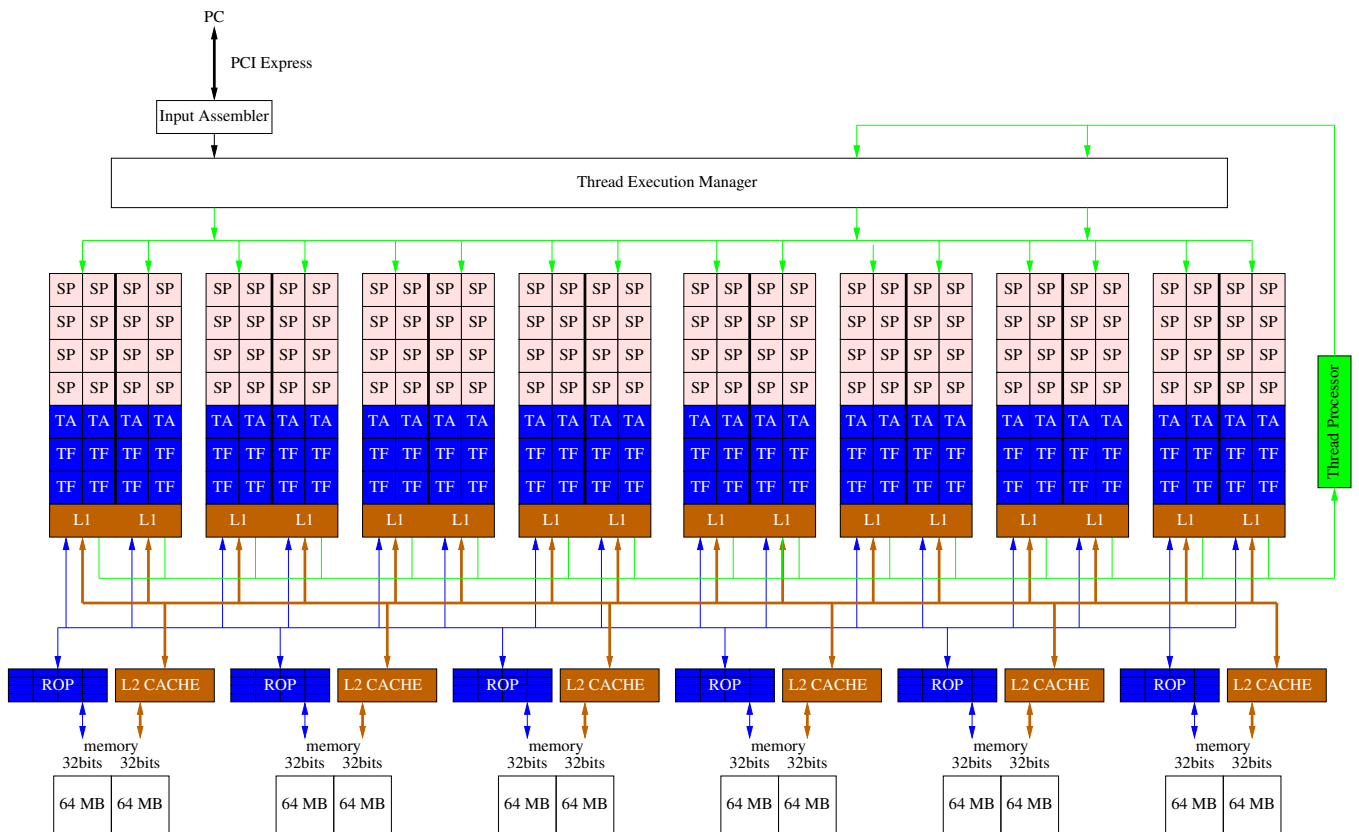 PC
PCI Express
Input Assembler
Thread Execution Manager
SP SP SP SP SP SP SP SP SP SP SP SP SP SP SP SP SP SP SP SP SP SP SP SP SP SP SP SP SP SP SP SP
SP SP SP SP SP SP SP SP SP SP SP SP SP SP SP SP SP SP SP SP SP SP SP SP SP SP SP SP SP SP SP SP
SP SP SP SP SP SP SP SP SP SP SP SP SP SP SP SP SP SP SP SP SP SP SP SP SP SP SP SP SP SP SP SP
SP SP SP SP SP SP SP SP SP SP SP SP SP SP SP SP SP SP SP SP SP SP SP SP SP SP SP SP SP SP SP SP
TA TA TA TA TA TA TA TA TA TA TA TA TA TA TA TA TA TA TA TA TA TA TA TA TA TA TA TA TA TA TA TA
TF TF TF TF TF TF TF TF TF TF TF TF TF TF TF TF TF TF TF TF TF TF TF TF TF TF TF TF TF TF TF TF
TF TF TF TF TF TF TF TF TF TF TF TF TF TF TF TF TF TF TF TF TF TF TF TF TF TF TF TF TF TF TF TF
L1 L1 L1 L1 L1 L1 L1 L1 L1 L1 L1 L1 L1 L1 L1 L1
Thread Processor
ROP L2 CACHE ROP L2 CACHE ROP L2 CACHE ROP L2 CACHE ROP L2 CACHE ROP L2 CACHE
memory memory memory memory memory memory
32bits 32bits 32bits 32bits 32bits 32bits 32bits 32bits 32bits 32bits 32bits 32bits
64 MB 64 MB 64 MB 64 MB 64 MB 64 MB 64 MB 64 MB 64 MB 64 MB 64 MB 64 MB